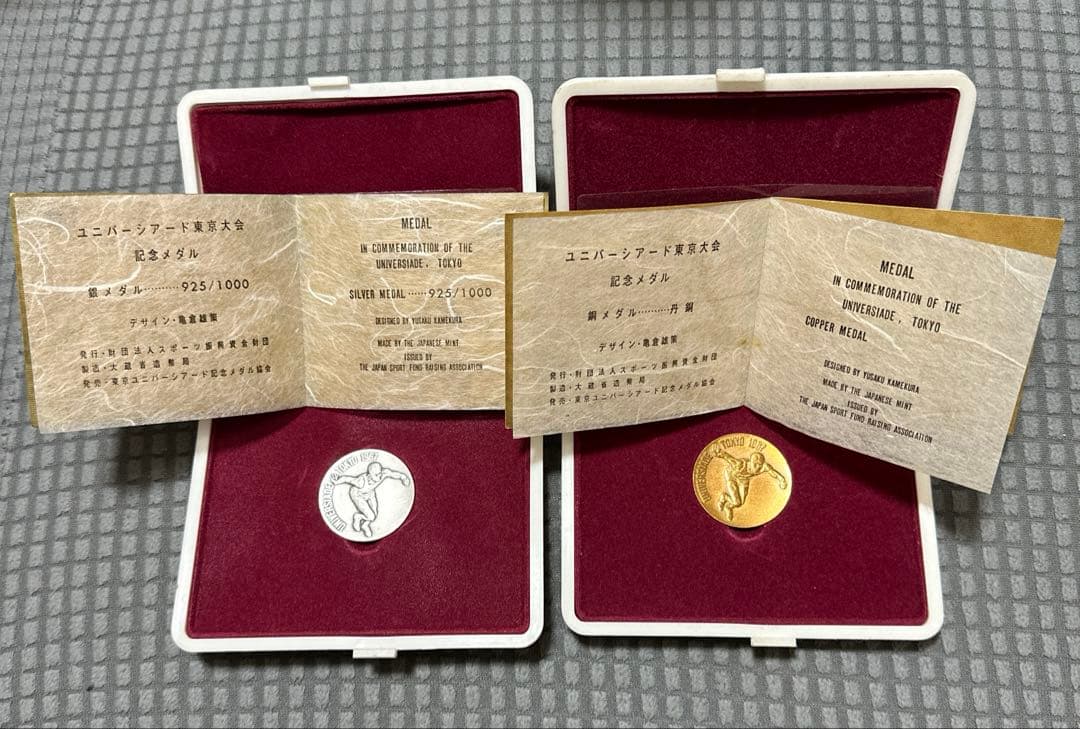 ユニバーシアード東京大会
記念メダル
銀メダル………925/1000
デザイン・亀倉雄策
発行・財団法人スポーツ振興資金財団
製造・大蔵省造幣局
発売・東京ユニバーシアード記念メダル協会
MEDAL
IN COMMEMORATION OF THE
UNIVERSIADE, TOKYO
SILVER MEDAL……925/1000
DESIGNED BY YUSAKU KAMEKURA
MADE BY THE JAPANESE MINT
ISSUED BY
THE JAPAN SPORT FUND RAISING ASSOCIATION
UNIVERSIADE TOKYO 1967
ユニバーシアード東京大会
記念メダル
銅メダル………丹銅
デザイン・亀倉雄策
発行・財団法人スポーツ振興資金財団
製造・大蔵省造幣局
発売・東京ユニバーシアード記念メダル協会
MEDAL
IN COMMEMORATION OF THE
UNIVERSIADE, TOKYO
COPPER MEDAL
DESIGNED BY YUSAKU KAMEKURA
MADE BY THE JAPANESE MINT
ISSUED BY
THE JAPAN SPORT FUND RAISING ASSOCIATION
UNIVERSIADE TOKYO 1967